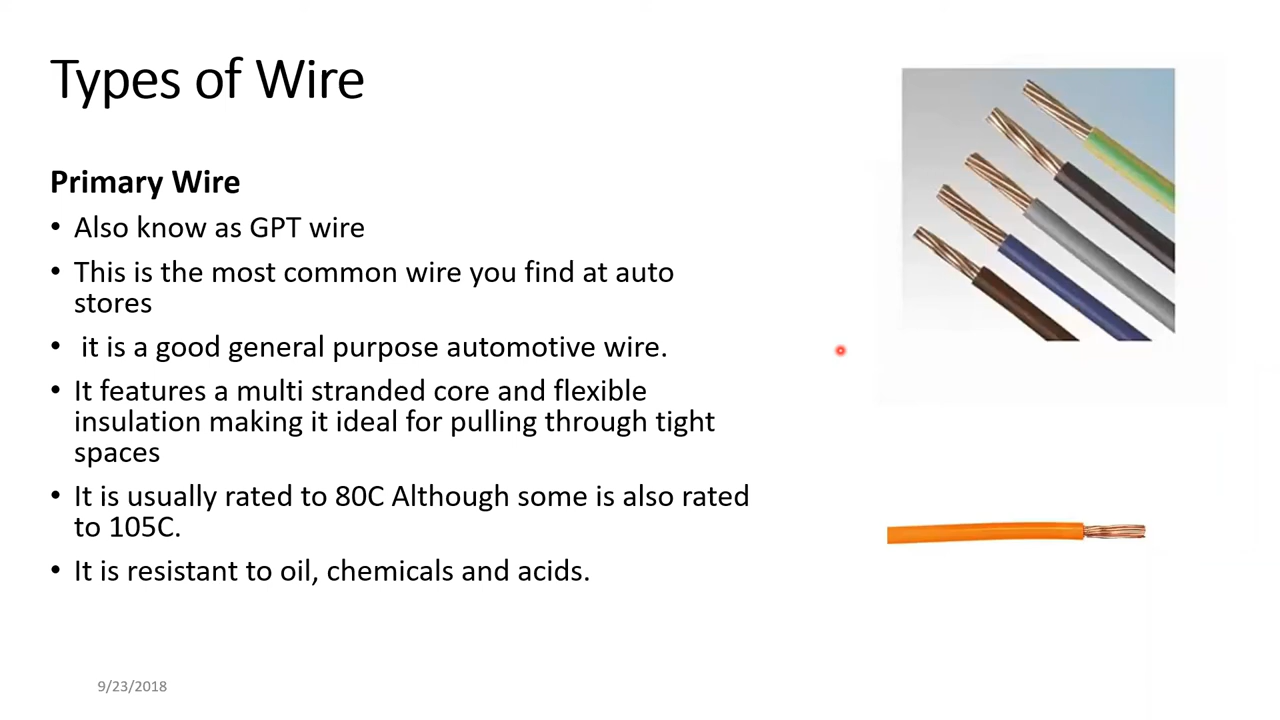 Types of Wire
Primary Wire
• Also know as GPT wire
• This is the most common wire you find at auto
stores
• it is a good general purpose automotive wire.
• It features a multi stranded core and flexible
insulation making it ideal for pulling through tight
spaces
• It is usually rated to 80C Although some is also rated
to 105C.
• It is resistant to oil, chemicals and acids.
9/23/2018